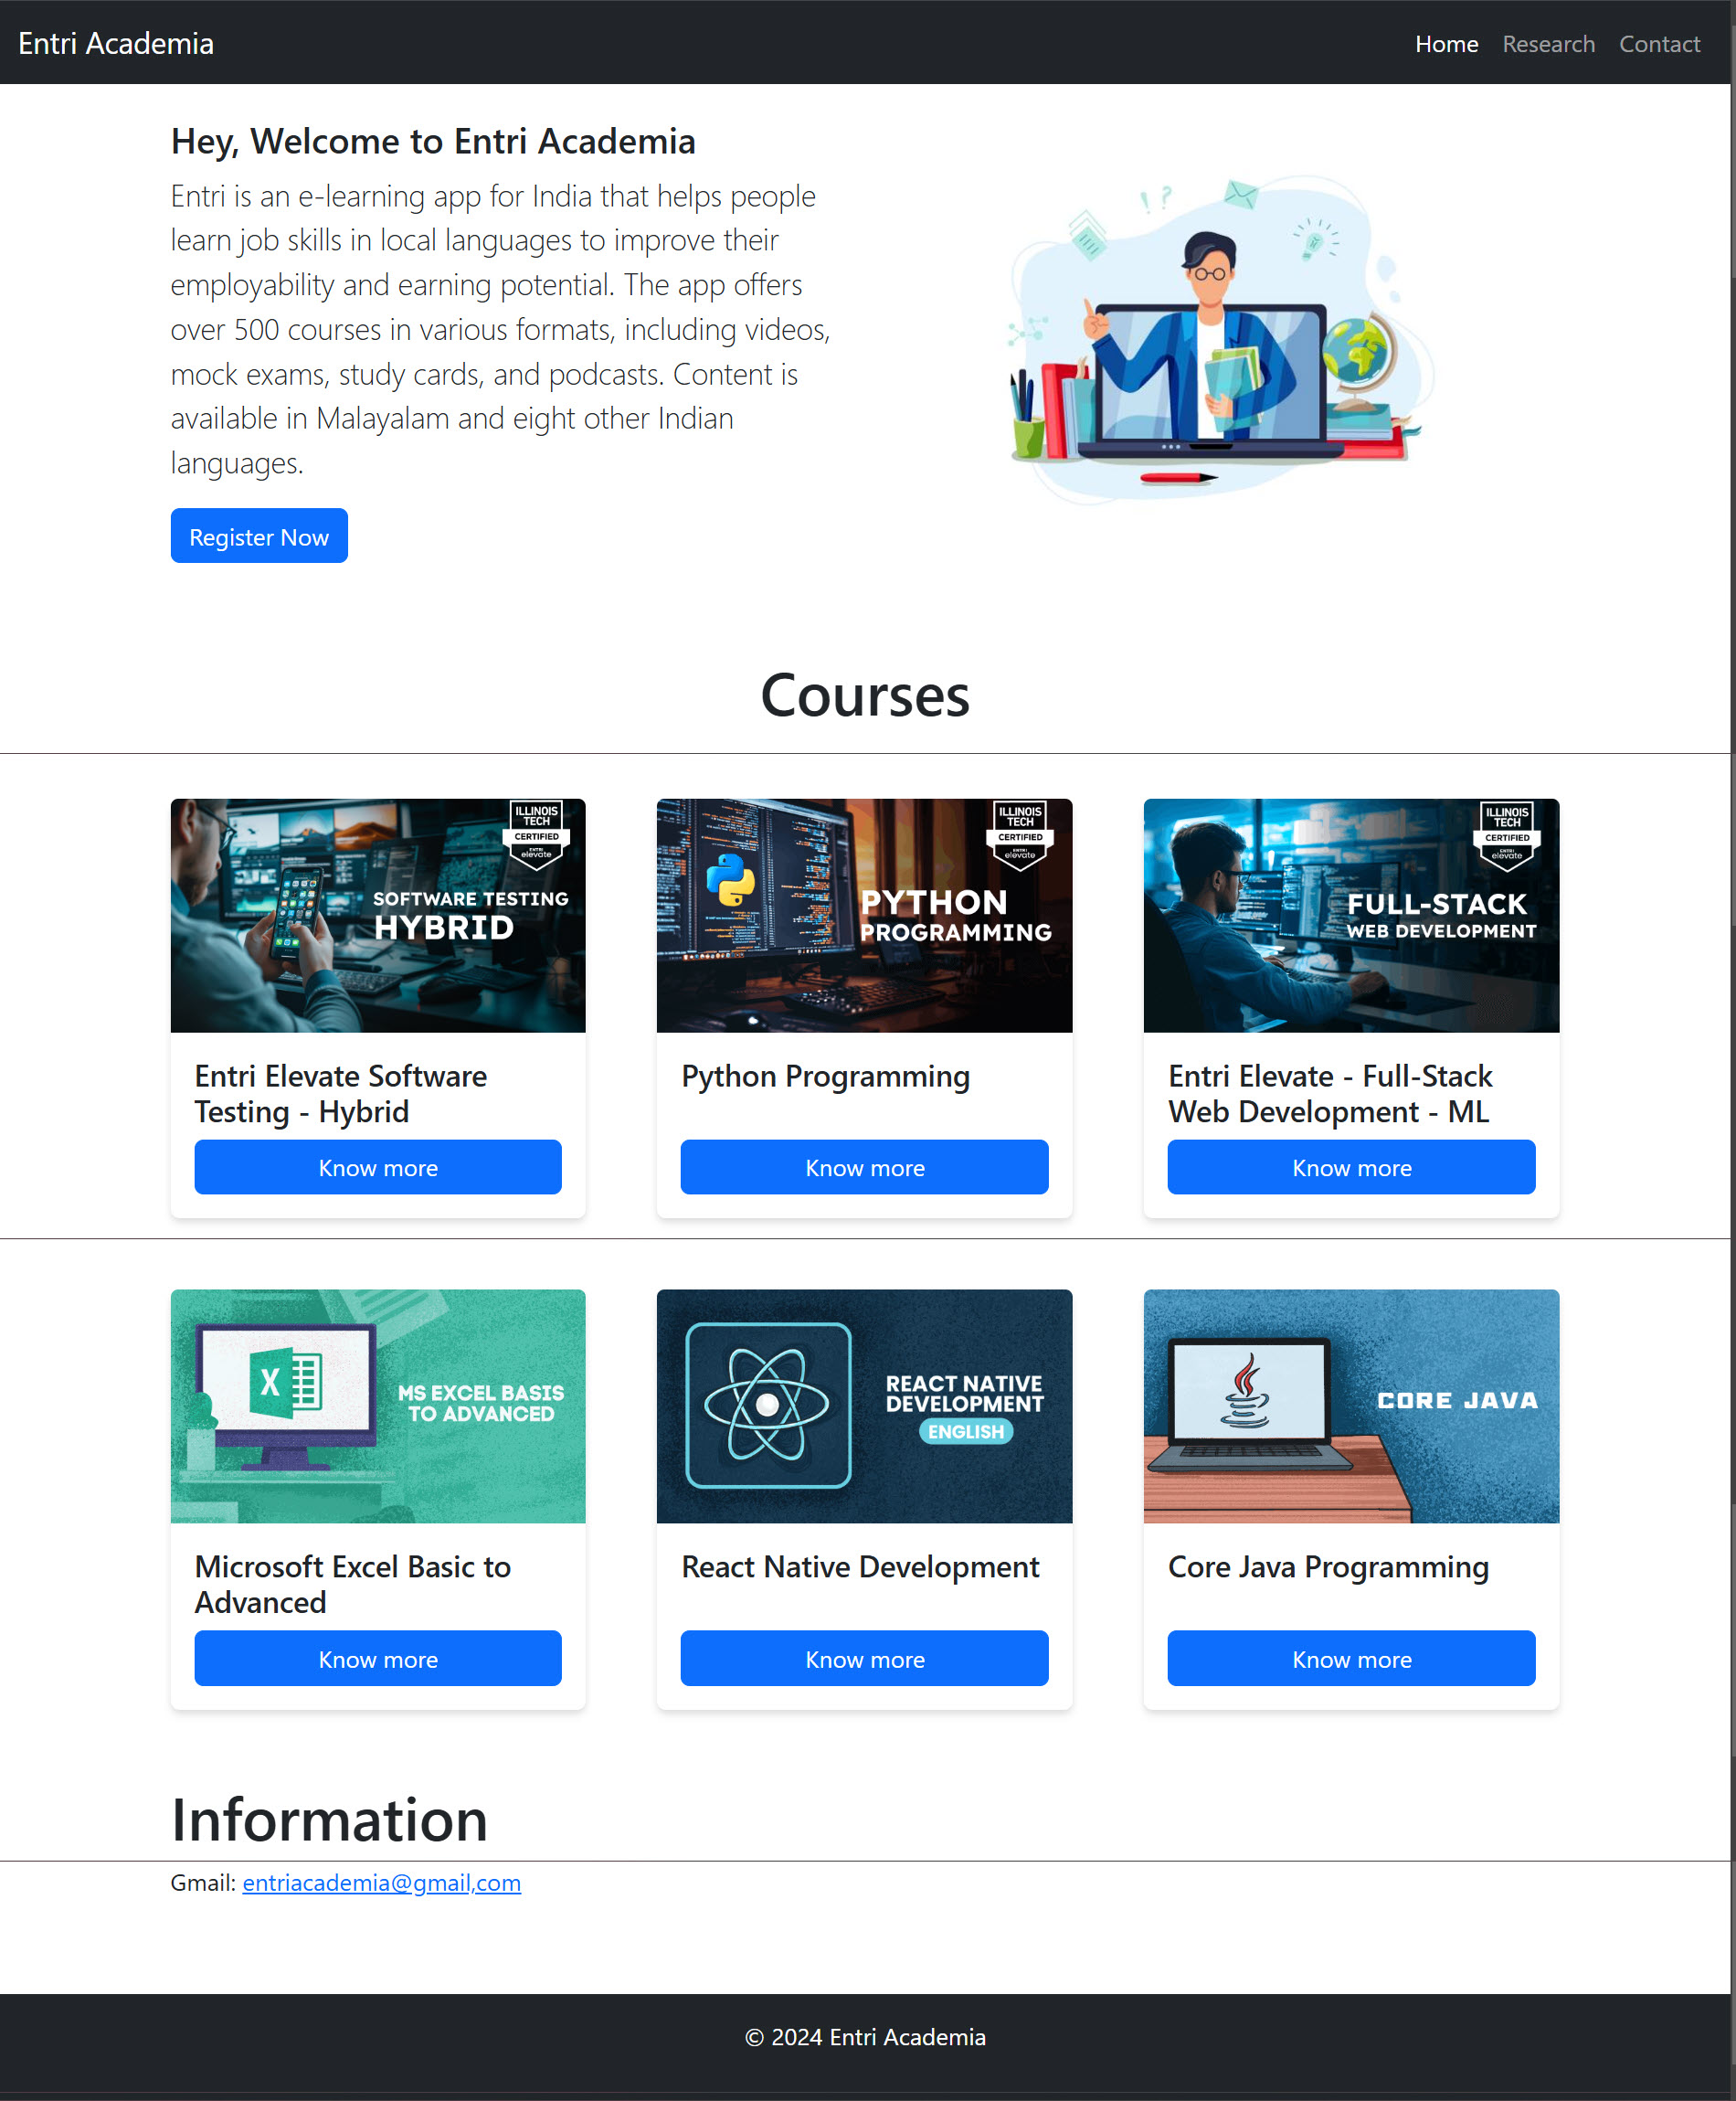 Entri Academia
Home Research Contact
Hey, Welcome to Entri Academia
Entri is an e-learning app for India that helps people
learn job skills in local languages to improve their
employability and earning potential. The app offers
over 500 courses in various formats, including videos,
mock exams, study cards, and podcasts. Content is
available in Malayalam and eight other Indian
languages.
Register Now
Courses
ILLINOIS
TECH
CERTIFIED
ENTRI
elevate
SOFTWARE TESTING
HYBRID
Entri Elevate Software
Testing - Hybrid
Know more
ILLINOIS
TECH
CERTIFIED
ENTRI
elevate
PYTHON
PROGRAMMING
Python Programming
Know more
ILLINOIS
TECH
CERTIFIED
ENTRI
elevate
FULL-STACK
WEB DEVELOPMENT
Entri Elevate - Full-Stack
Web Development - ML
Know more
X
MS EXCEL BASIS
TO ADVANCED
Microsoft Excel Basic to
Advanced
Know more
REACT NATIVE
DEVELOPMENT
ENGLISH
React Native Development
Know more
CORE JAVA
Core Java Programming
Know more
Information
Gmail: entriacademia@gmail,com
© 2024 Entri Academia